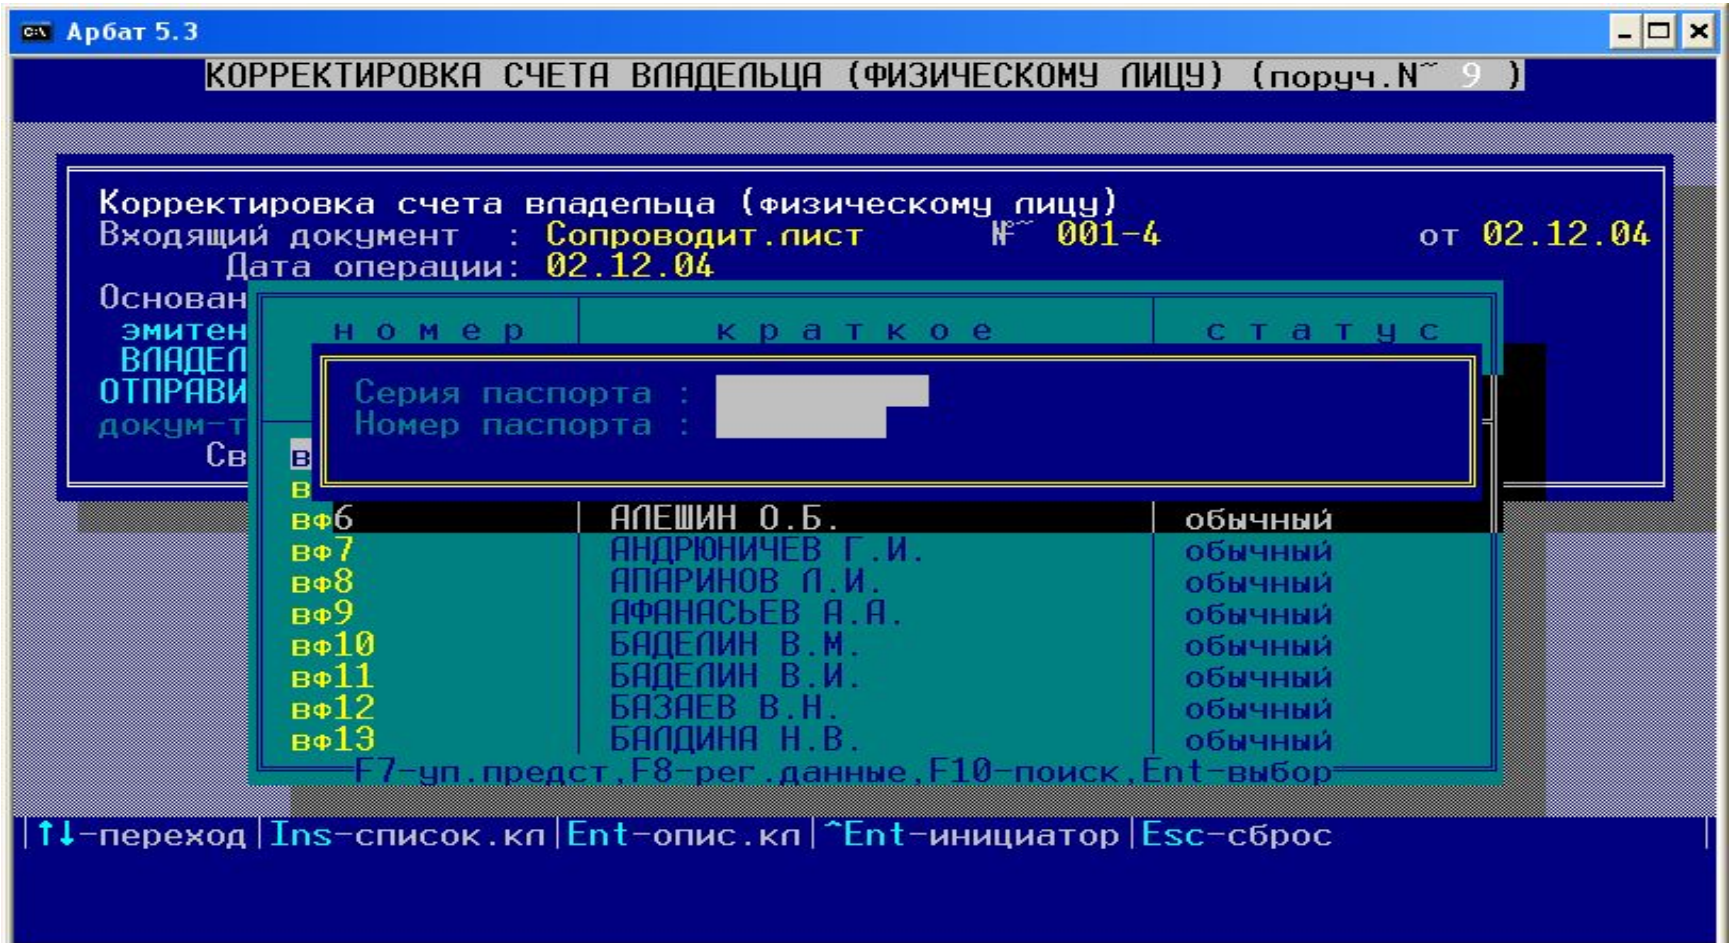 Арбат 5.3
КОРРЕКТИРОВКА СЧЕТА ВЛАДЕЛЬЦА (ФИЗИЧЕСКОМУ ЛИЦУ) (поруч.N~ 9 )
Корректировка счета владельца (физическому лицу)
Входящий документ : Сопроводит.лист №~ 001-4 от 02.12.04
Дата операции: 02.12.04
Основан
эмитен
ВЛАДЕЛ
ОТПРАВИ
докум-т
Св
н о м е р к р а т к о е с т а т у с
Серия паспорта :
Номер паспорта :
в
в
вф6 АЛЕШИН О.Б. обычный
вф7 АНДРЮНИЧЕВ Г.И. обычный
вф8 АПАРИНОВ Л.И. обычный
вф9 АФАНАСЬЕВ А.А. обычный
вф10 БАДЕЛИН В.М. обычный
вф11 БАДЕЛИН В.И. обычный
вф12 БАЗАЕВ В.Н. обычный
вф13 БАЛДИНА Н.В. обычный
F7-уп.предст,F8-рег.данные,F10-поиск,Ent-выбор
|↑↓-переход|Ins-список.кл|Ent-опис.кл|^Ent-инициатор|Esc-сброс |